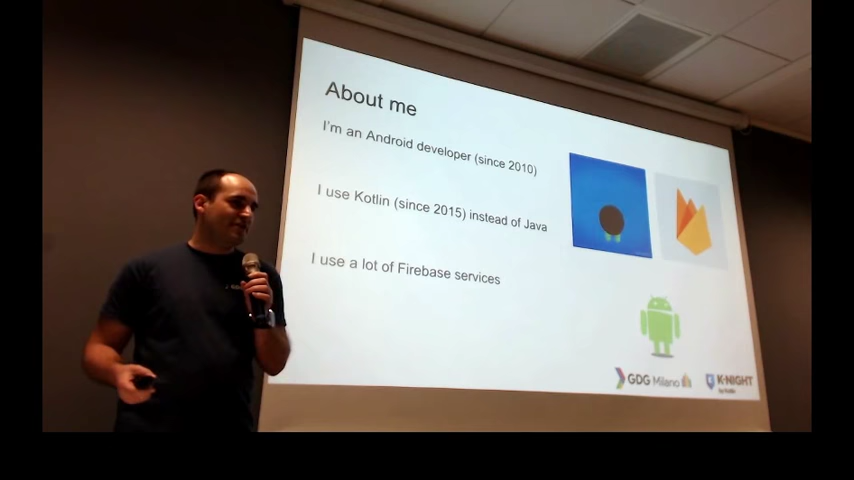 About me
I'm an Android developer (since 2010)
I use Kotlin (since 2015) instead of Java
I use a lot of Firebase services
GDG Milano
K-NIGHT